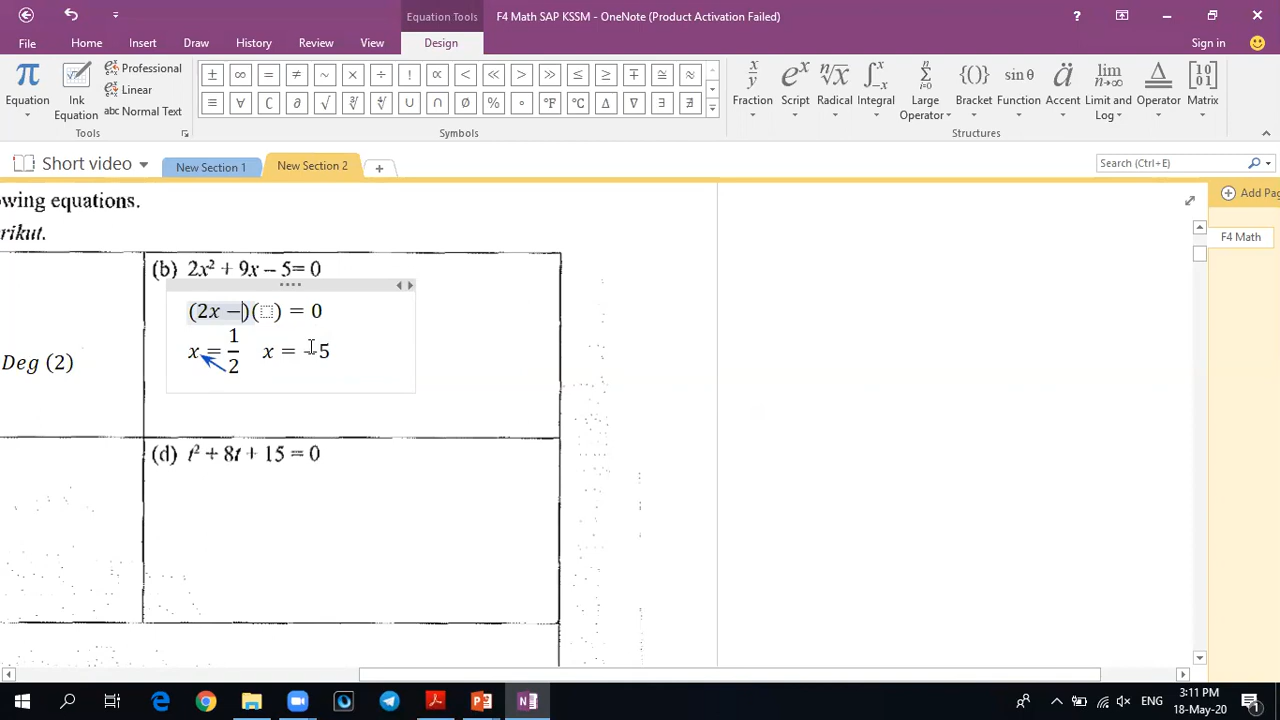 Equation Tools
F4 Math SAP KSSM - OneNote (Product Activation Failed)
?
File
Home
Insert
Draw
History
Review
View
Design
Sign in
π
Equation
Ink
Equation
Professional
Linear
abc Normal Text
Tools
± ∞ = ≠ ~ × ÷ ! ∝ < ≪ > ≫ ≤ ≥ ∓ ≅ ≈
≡ ∀ ∁ ∂ √ ∛ ∜ ∪ ∩ ∅ % ° °F °C ∆ ∇ ∃ ∄
Symbols
Fraction
Script
Radical
Integral
Large
Operator
Bracket
Function
Accent
Limit and
Log
Operator
Matrix
Structures
Short video
New Section 1
New Section 2
+
Search (Ctrl+E)
Add Pag
F4 Math
owing equations.
rikut.
(b) 2x² + 9x – 5= 0
(2x −)(⬚) = 0
x = 1/2 x = −5
Deg (2)
(d) t² + 8t + 15 = 0
ENG
3:11 PM
18-May-20